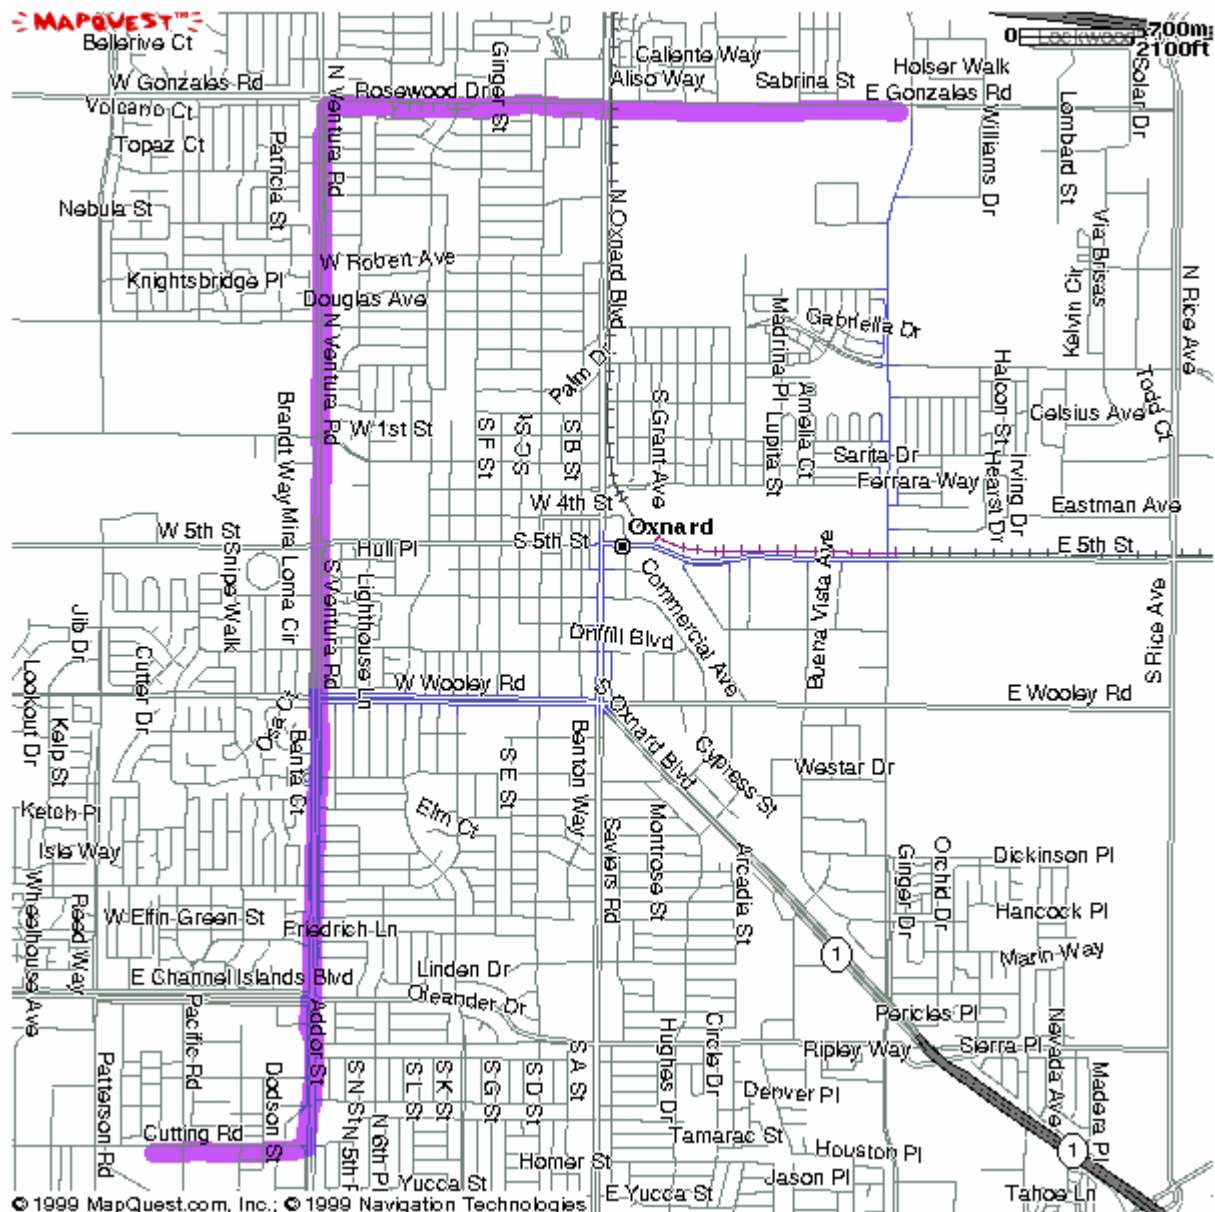 MAPQUEST™
Bellerive Ct
W Gonzales Rd
Volcano Ct
Topaz Ct
Patricia St
Nebula St
Knightsbridge Pl
N Ventura Rd
Rosewood Dr
Ginger St
Caliente Way
Aliso Way
Sabrina St
Holser Walk
E Gonzales Rd
0
Lockwood
700m
2100ft
Solar Dr
Lombard St
Williams Dr
Via Brisas
Kelvin Cir
N Rice Ave
N Oxnard Blvd
W Robert Ave
Douglas Ave
N Ventura Rd
Palm Dr
Gabriella Dr
Madrina Pl
Lupita St
Amelia Ct
S Grant Ave
Halcon St
Hearst Dr
Irving Dr
Todd Ct
Celsius Ave
Sarita Dr
Ferrara Way
Eastman Ave
Brandt Way
W 1st St
S F St
S C St
S B St
W 4th St
W 5th St
Hull Pl
S 5th St
Oxnard
E 5th St
Snipe Walk
Mira Loma Cir
S Ventura Rd
Lighthouse Ln
Commercial Ave
Driffill Blvd
Buena Vista Ave
S Rice Ave
Jib Dr
Lookout Dr
Cutter Dr
W Wooley Rd
E Wooley Rd
S Oxnard Blvd
Kelp St
Banta Ct
Benton Way
S E St
Cypress St
Westar Dr
Ketch Pl
Isle Way
Elm Ct
Saviers Rd
Montrose St
Arcadia St
Ginger Dr
Orchid Dr
Dickinson Pl
Hancock Pl
Marin Way
Wheelhouse Ave
Reed Way
W Elfin Green St
Friedrich Ln
E Channel Islands Blvd
Linden Dr
Oleander Dr
1
Pericles Pl
Ripley Way
Sierra Pl
Nevada Ave
Madera Pl
Patterson Rd
Pacific Rd
Dodson St
Addor St
S N St
N 5th P
N 6th Pl
S L St
S K St
S G St
S D St
S A St
Hughes Dr
Circle Dr
Denver Pl
Tamarac St
Houston Pl
Cutting Rd
Homer St
Jason Pl
1
Yucca St
E Yucca St
Tahoe Ln
© 1999 MapQuest.com, Inc.; © 1999 Navigation Technologies